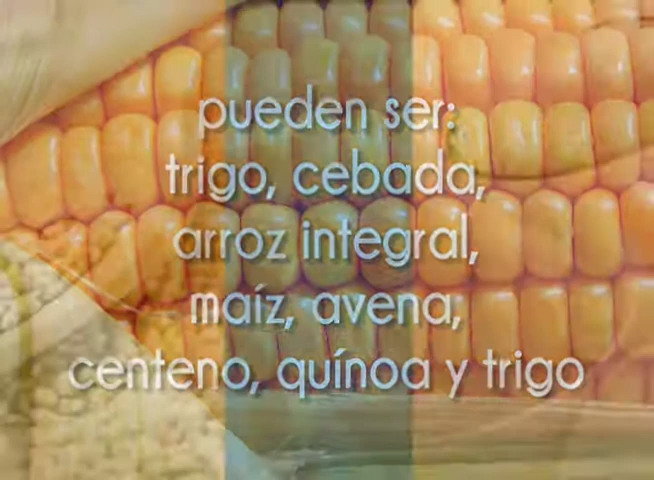 pueden ser:
trigo, cebada,
arroz integral,
maíz, avena,
centeno, quínoa y trigo